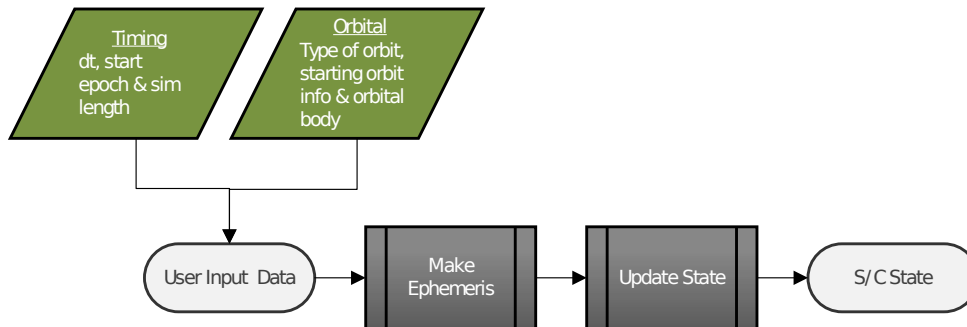 Timing
dt, start
epoch & sim
length
Orbital
Type of orbit,
starting orbit
info & orbital
body
User Input Data
Make
Ephemeris
Update State
S/C State